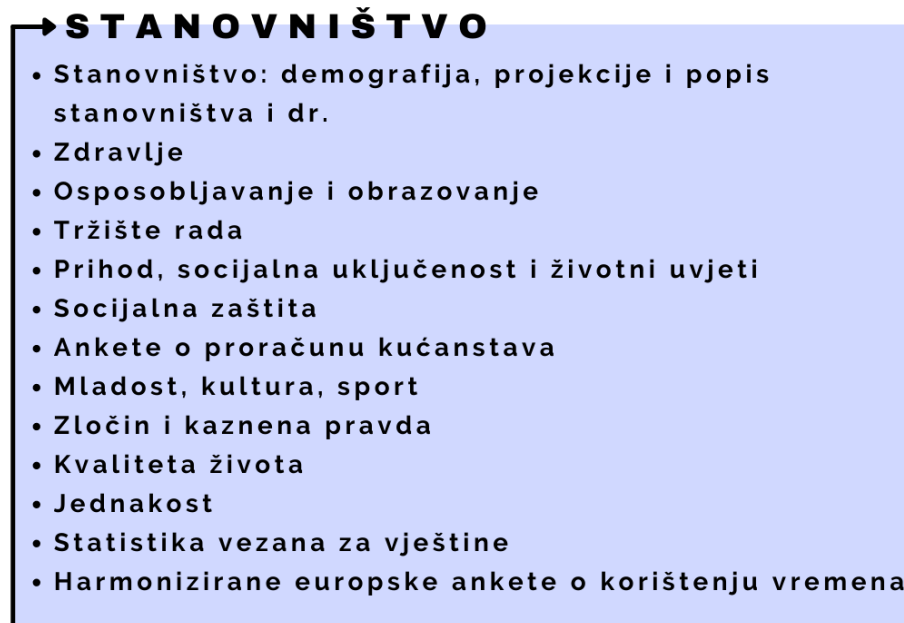 STANOVNIŠTVO
• Stanovništvo: demografija, projekcije i popis
stanovništva i dr.
• Zdravlje
• Osposobljavanje i obrazovanje
• Tržište rada
• Prihod, socijalna uključenost i životni uvjeti
• Socijalna zaštita
• Ankete o proračunu kućanstava
• Mladost, kultura, sport
• Zločin i kaznena pravda
• Kvaliteta života
• Jednakost
• Statistika vezana za vještine
• Harmonizirane europske ankete o korištenju vremena